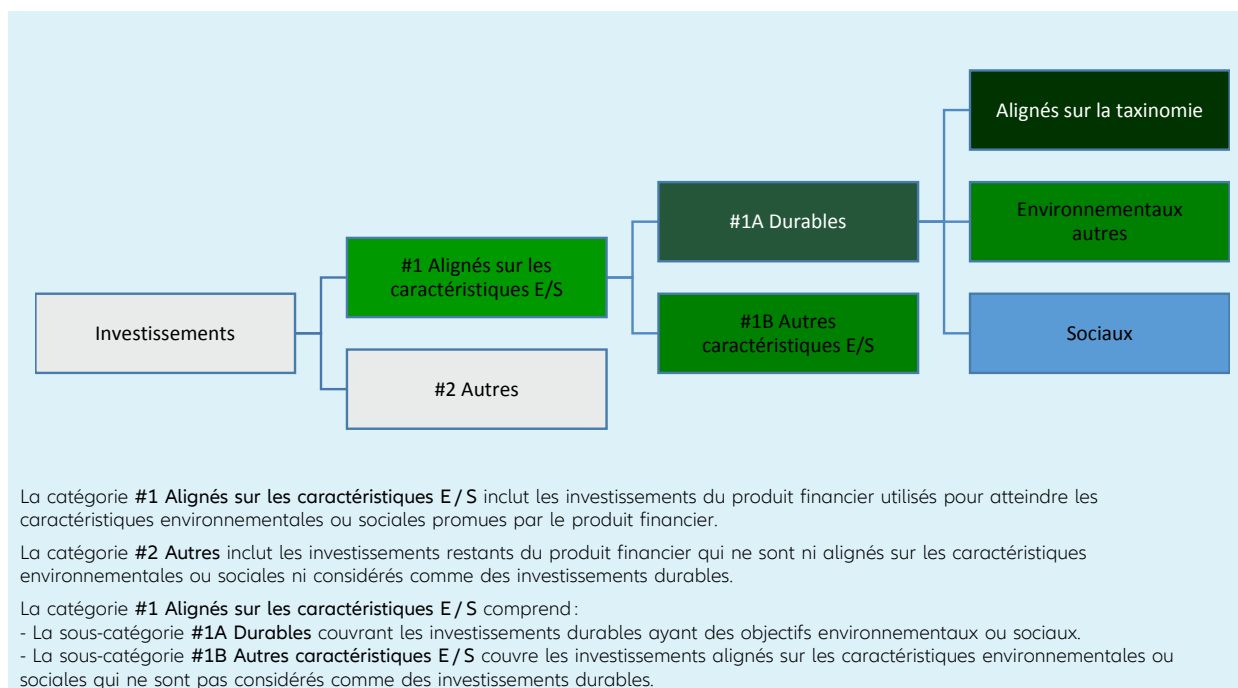 Alignés sur la taxinomie
#1A Durables
Environnementaux
autres
#1 Alignés sur les
caractéristiques E/S
Investissements
#1B Autres
caractéristiques E/S
Sociaux
#2 Autres
La catégorie #1 Alignés sur les caractéristiques E / S inclut les investissements du produit financier utilisés pour atteindre les
caractéristiques environnementales ou sociales promues par le produit financier.
La catégorie #2 Autres inclut les investissements restants du produit financier qui ne sont ni alignés sur les caractéristiques
environnementales ou sociales ni considérés comme des investissements durables.
La catégorie #1 Alignés sur les caractéristiques E / S comprend :
- La sous-catégorie #1A Durables couvrant les investissements durables ayant des objectifs environnementaux ou sociaux.
- La sous-catégorie #1B Autres caractéristiques E / S couvre les investissements alignés sur les caractéristiques environnementales ou
sociales qui ne sont pas considérés comme des investissements durables.